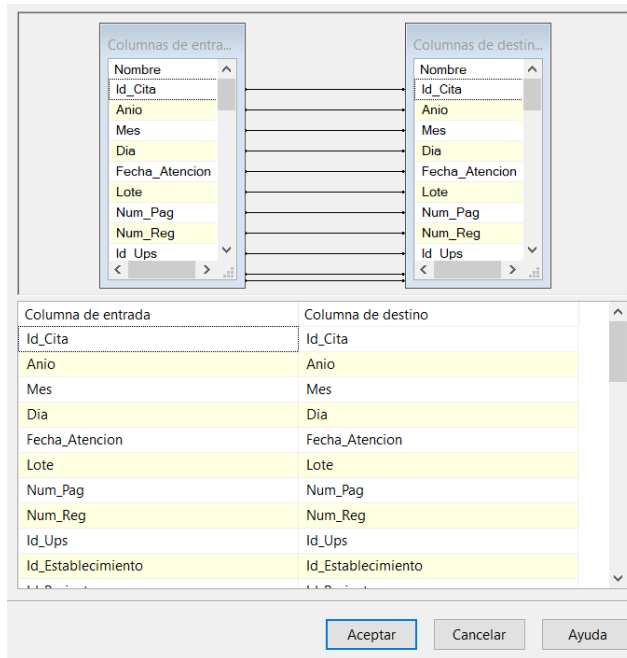 Columnas de entra... Columnas de destin...
Nombre Nombre
Id_Cita Id_Cita
Anio Anio
Mes Mes
Dia Dia
Fecha_Atencion Fecha_Atencion
Lote Lote
Num_Pag Num_Pag
Num_Reg Num_Reg
Id_Ups Id_Ups
Columna de entrada Columna de destino
Id_Cita Id_Cita
Anio Anio
Mes Mes
Dia Dia
Fecha_Atencion Fecha_Atencion
Lote Lote
Num_Pag Num_Pag
Num_Reg Num_Reg
Id_Ups Id_Ups
Id_Establecimiento Id_Establecimiento
Aceptar Cancelar Ayuda